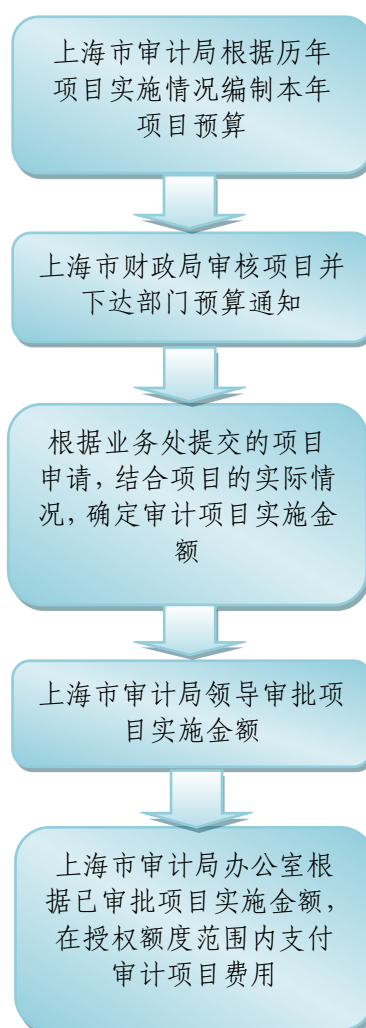 上海市审计局根据历年
项目实施情况编制本年
项目预算
上海市财政局审核项目并
下达部门预算通知
根据业务处提交的项目
申请，结合项目的实际情
况，确定审计项目实施金
额
上海市审计局领导审批项
目实施金额
上海市审计局办公室根
据已审批项目实施金额，
在授权额度范围内支付
审计项目费用